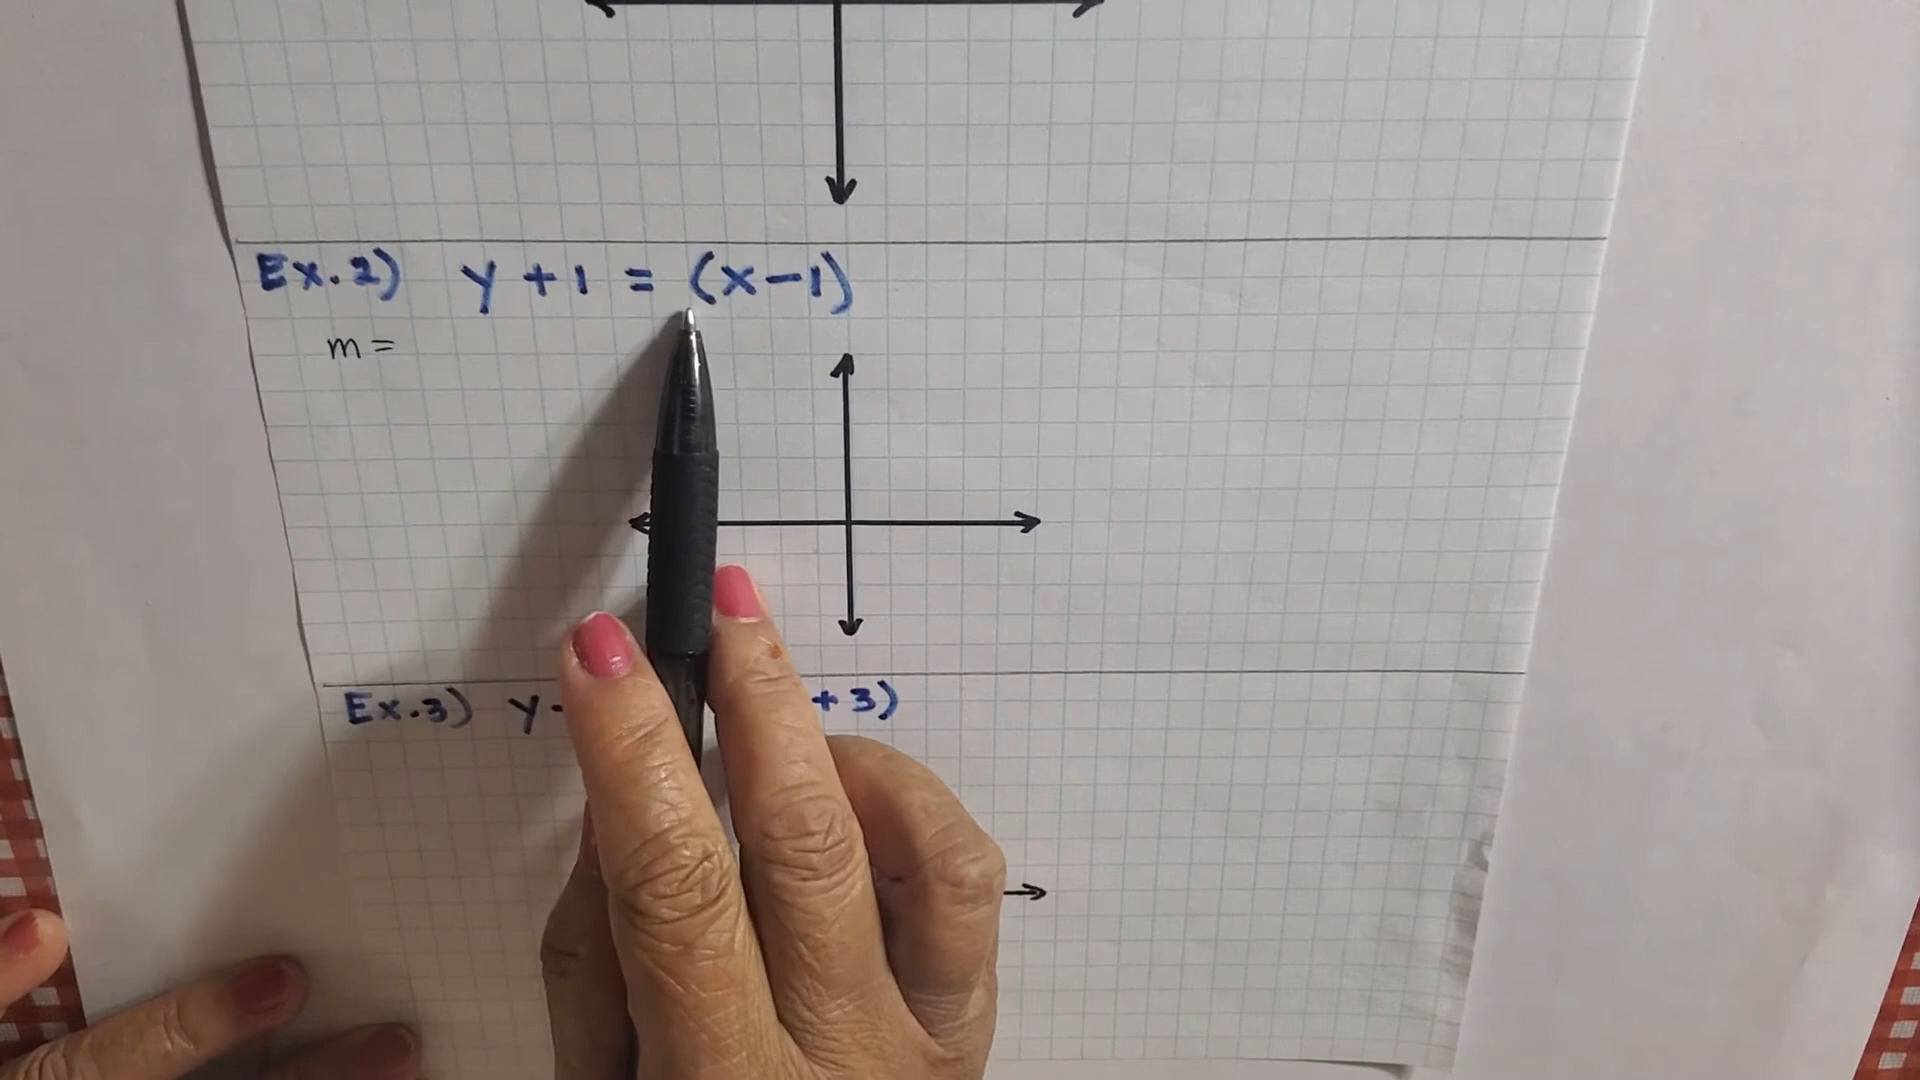 Ex.2) y + 1 = (x - 1)
m =
Ex.3) y - + 3)